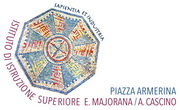 SAPIENTIA ET INDUSTRIA
ISTITUTO DI ISTRUZIONE SUPERIORE E. MAJORANA / A. CASCINO
PIAZZA ARMERINA